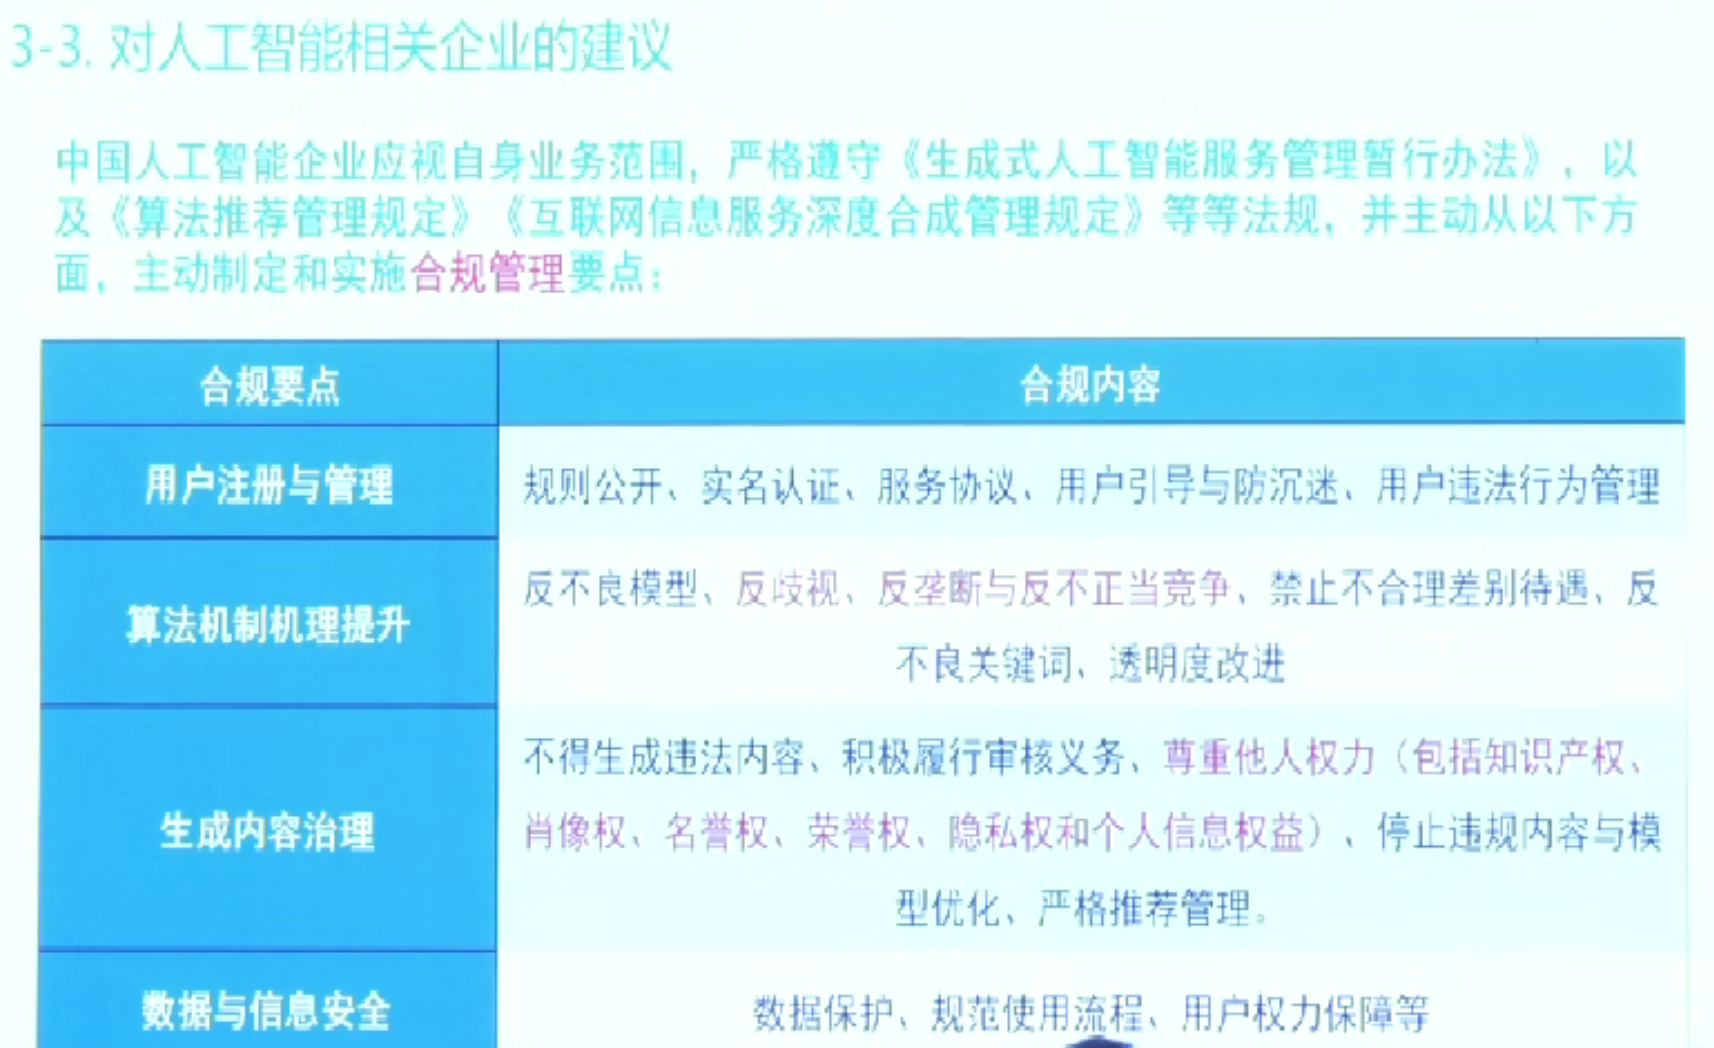 3-3. 对人工智能相关企业的建议
中国人工智能企业应视自身业务范围，严格遵守《生成式人工智能服务管理暂行办法》，以
及《算法推荐管理规定》《互联网信息服务深度合成管理规定》等等法规，并主动从以下方
面，主动制定和实施合规管理要点：
合规要点 合规内容
用户注册与管理 规则公开、实名认证、服务协议、用户引导与防沉迷、用户违法行为管理
算法机制机理提升
反不良模型、反歧视、反垄断与反不正当竞争、禁止不合理差别待遇、反
不良关键词、透明度改进
生成内容治理
不得生成违法内容、积极履行审核义务、尊重他人权力（包括知识产权、
肖像权、名誉权、荣誉权、隐私权和个人信息权益）、停止违规内容与模
型优化、严格推荐管理。
数据与信息安全 数据保护、规范使用流程、用户权力保障等